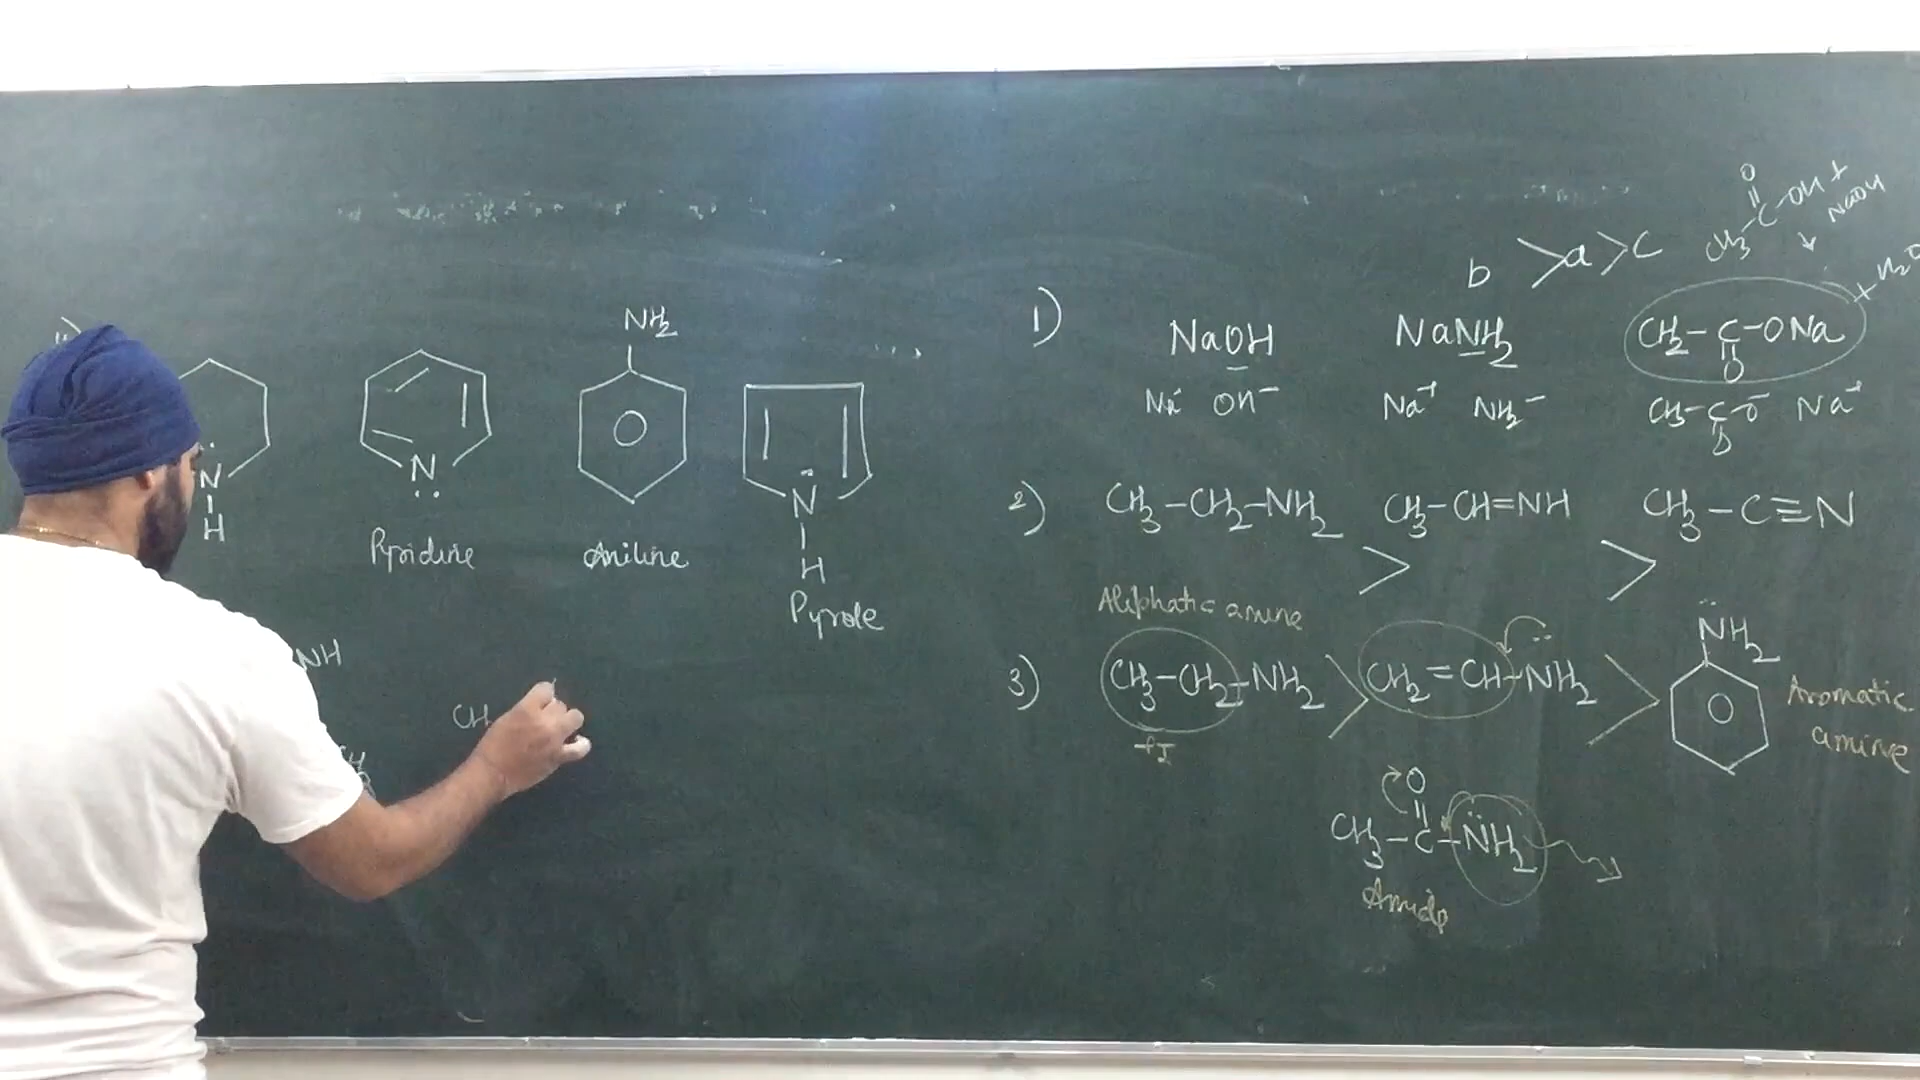 4)
N
H
N
Pyridine
NH2
Aniline
N
H
Pyrole
NH
CH
b > a > c
O
CH3 C OH +
NaOH
+ H2O
1)
NaOH
Na+ OH-
NaNH2
Na+ NH2-
CH2-C-ONa
O
CH3-C-O- Na+
O
2)
CH3-CH2-NH2 > CH3-CH=NH > CH3-C≡N
Aliphatic amine
3)
CH3-CH2-NH2 > CH2=CH-NH2 > NH2
+I
Aromatic
amine
O
CH3-C-NH2
Amide